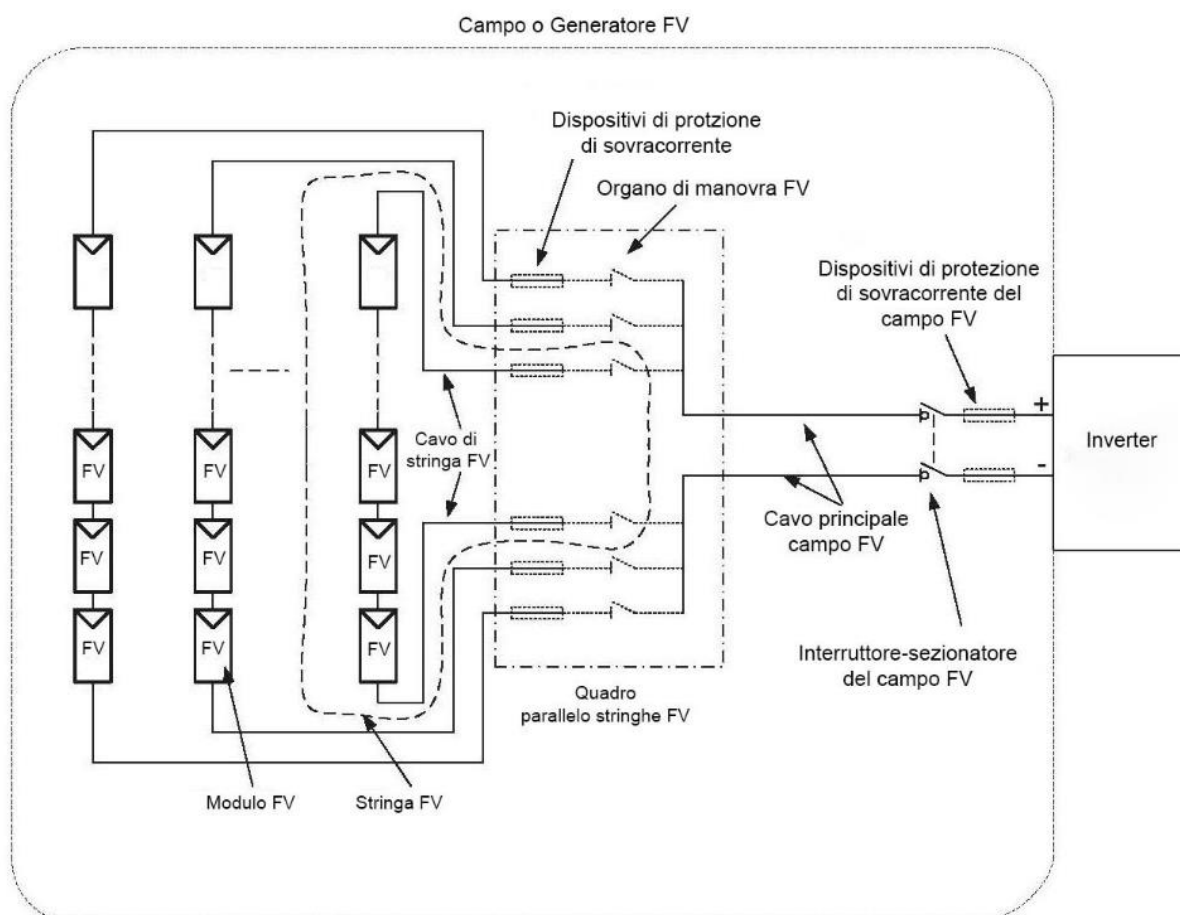 Campo o Generatore FV
Dispositivi di protzione
di sovracorrente
Organo di manovra FV
Dispositivi di protezione
di sovracorrente del
campo FV
+
Inverter
-
Cavo di
stringa FV
FV
FV
FV
FV
FV
FV
FV
FV
FV
Cavo principale
campo FV
Interruttore-sezionatore
del campo FV
Quadro
parallelo stringhe FV
Modulo FV
Stringa FV